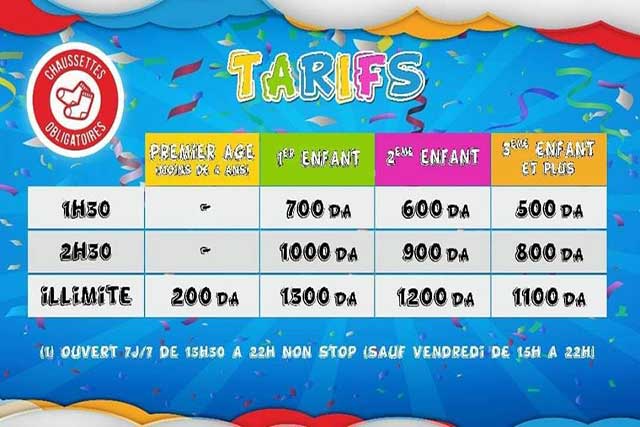 CHAUSSETTES
OBLIGATOIRES
TARIFS
PREMIER AGE 1ER ENFANT 2EME ENFANT 3EME ENFANT
(MOINS DE 4 ANS) ET PLUS
1H30 - 700 DA 600 DA 500 DA
2H30 - 1000 DA 900 DA 800 DA
ILLIMITE 200 DA 1300 DA 1200 DA 1100 DA
(1) OUVERT 7J/7 DE 13H30 A 22H NON STOP (SAUF VENDREDI DE 15H A 22H)